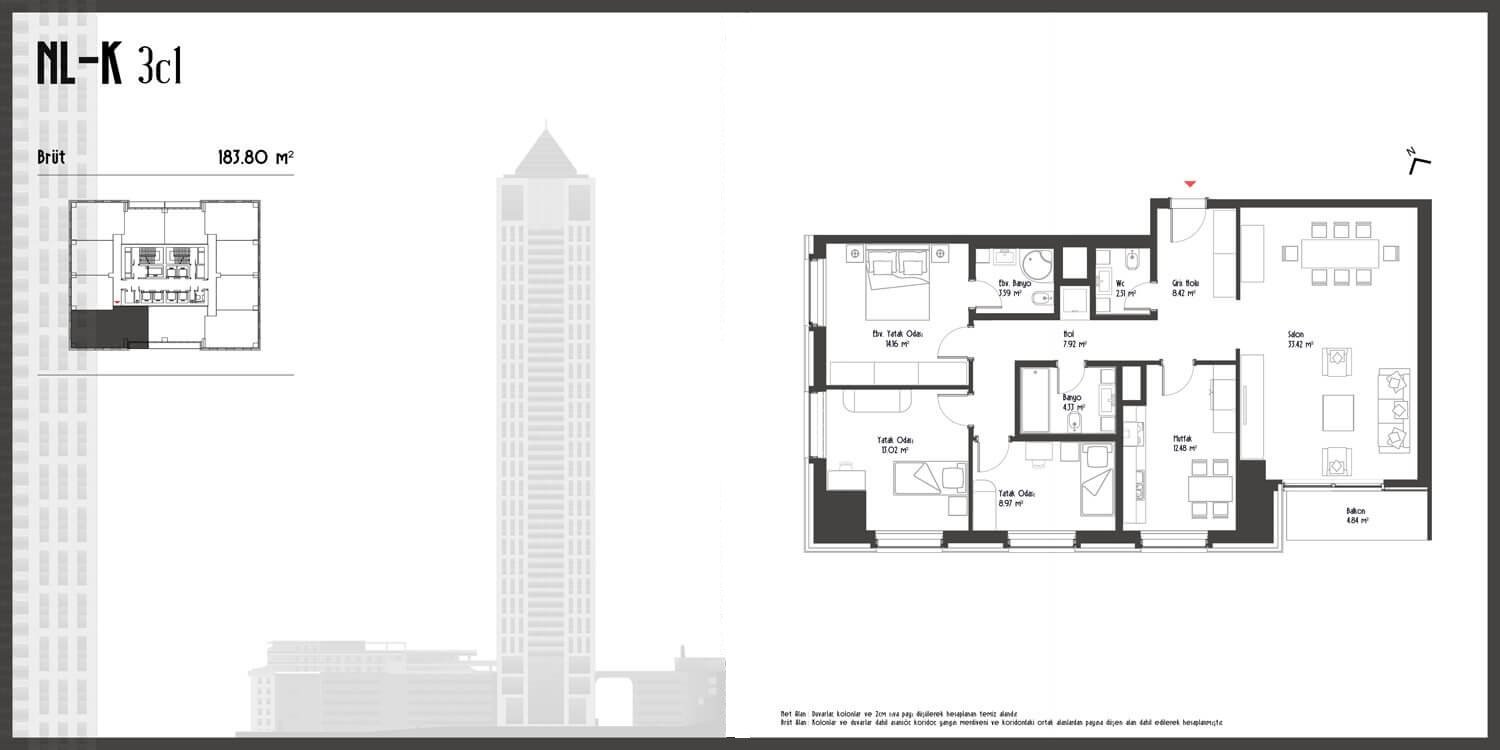 NL-K 3c1
Brüt 183.80 m²
N
Ebv. Yatak Odası
14.16 m²
Ebv. Banyo
3.59 m²
Wc
2.51 m²
Giriş Holü
8.42 m²
Hol
7.92 m²
Salon
33.42 m²
Banyo
4.37 m²
Yatak Odası
13.02 m²
Yatak Odası
8.97 m²
Mutfak
12.48 m²
Balkon
4.84 m²
Net Alan : Duvarlar, kolonlar ve 2cm sıva payı düşülerek hesaplanan temiz alandır.
Brüt Alan : Kolonlar ve duvarlar dahil asansör, koridor, yangın merdiveni ve koridordaki ortak alanlardan payına düşen alan dahil edilerek hesaplanmıştır.